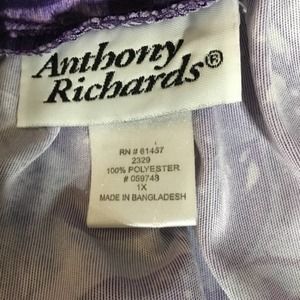 Anthony
Richards®
RN # 61457
2329
100% POLYESTER
# 059748
1X
MADE IN BANGLADESH